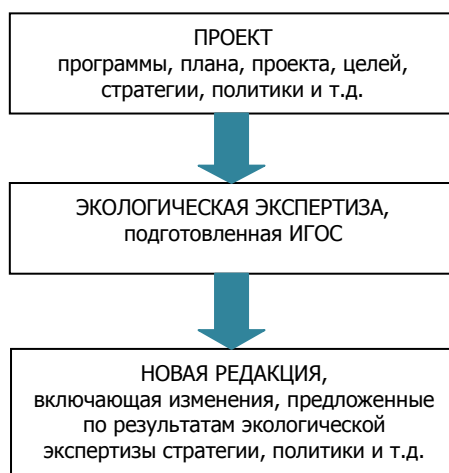 ПРОЕКТ
программы, плана, проекта, целей,
стратегии, политики и т.д.
ЭКОЛОГИЧЕСКАЯ ЭКСПЕРТИЗА,
подготовленная ИГОС
НОВАЯ РЕДАКЦИЯ,
включающая изменения, предложенные
по результатам экологической
экспертизы стратегии, политики и т.д.